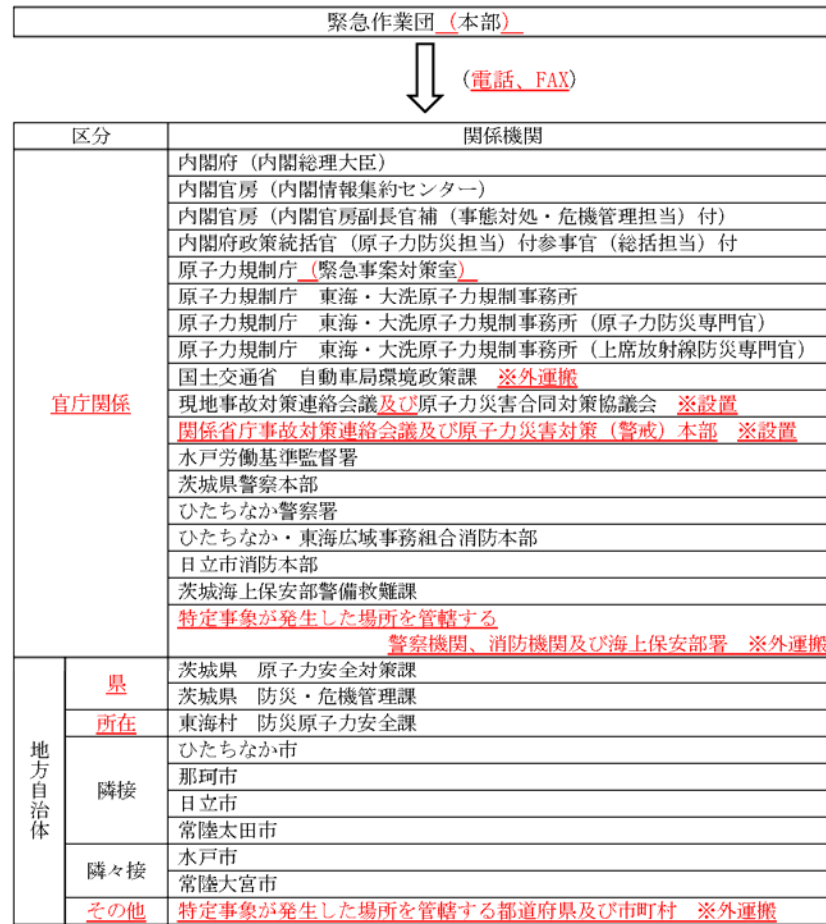 緊急作業団（本部）
（電話、FAX）
区分 関係機関
官庁関係
内閣府（内閣総理大臣）
内閣官房（内閣情報集約センター）
内閣官房（内閣官房副長官補（事態対処・危機管理担当）付）
内閣府政策統括官（原子力防災担当）付参事官（総括担当）付
原子力規制庁（緊急事案対策室）
原子力規制庁　東海・大洗原子力規制事務所
原子力規制庁　東海・大洗原子力規制事務所（原子力防災専門官）
原子力規制庁　東海・大洗原子力規制事務所（上席放射線防災専門官）
国土交通省　自動車局環境政策課　※外運搬
現地事故対策連絡会議及び原子力災害合同対策協議会　※設置
関係省庁事故対策連絡会議及び原子力災害対策（警戒）本部　※設置
水戸労働基準監督署
茨城県警察本部
ひたちなか警察署
ひたちなか・東海広域事務組合消防本部
日立市消防本部
茨城海上保安部警備救難課
特定事象が発生した場所を管轄する
警察機関、消防機関及び海上保安部署　※外運搬
地方自治体
県
茨城県　原子力安全対策課
茨城県　防災・危機管理課
所在
東海村　防災原子力安全課
隣接
ひたちなか市
那珂市
日立市
常陸太田市
隣々接
水戸市
常陸大宮市
その他
特定事象が発生した場所を管轄する都道府県及び市町村　※外運搬